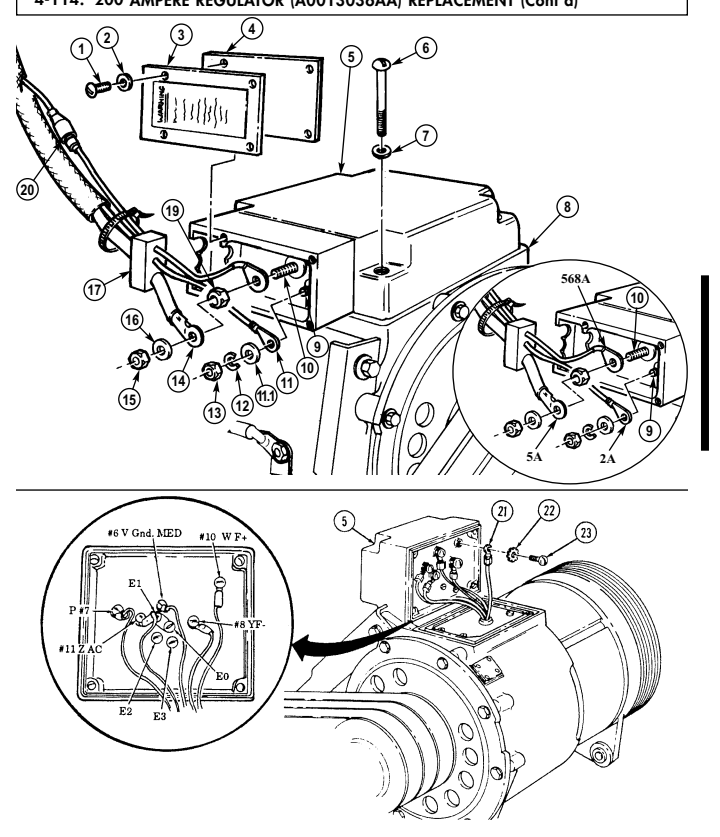 4-114. 200 AMPERE REGULATOR (A0013036AA) REPLACEMENT (Cont'd)
1
2
3
4
5
6
7
8
WARNING
20
19
17
16
15
14
13
12
11.1
11
10
9
568A
10
9
5A
2A
#6 V Gnd. MED
#10 W F+
E1
P #7
#11 Z AC
#8 YF-
E0
E2
E3
5
21
22
23